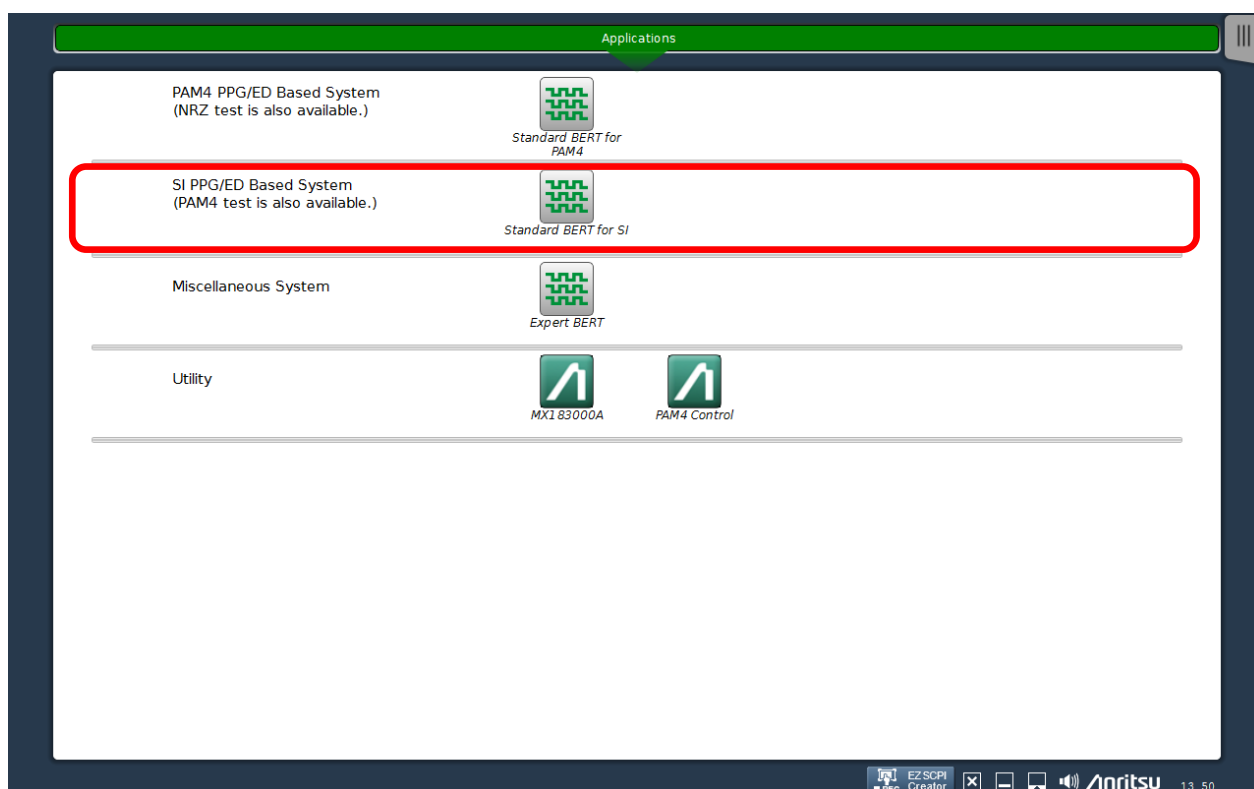 Applications
PAM4 PPG/ED Based System
(NRZ test is also available.)
Standard BERT for
PAM4
SI PPG/ED Based System
(PAM4 test is also available.)
Standard BERT for SI
Miscellaneous System
Expert BERT
Utility
MX183000A
PAM4 Control
REC
EZ SCPI
Creator
Anritsu
13 50